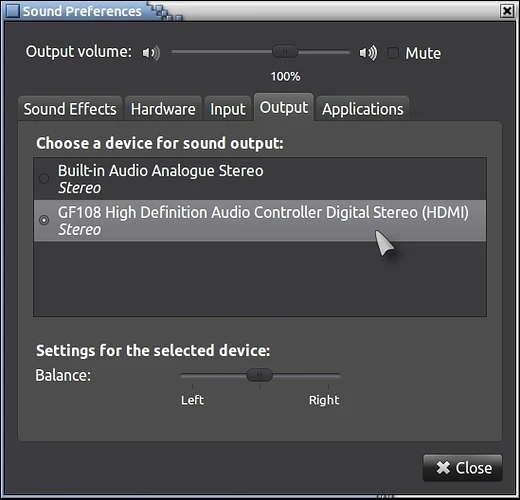 Sound Preferences
Output volume:
Mute
100%
Sound Effects
Hardware
Input
Output
Applications
Choose a device for sound output:
Built-in Audio Analogue Stereo
Stereo
GF108 High Definition Audio Controller Digital Stereo (HDMI)
Stereo
Settings for the selected device:
Balance:
Left
Right
Close